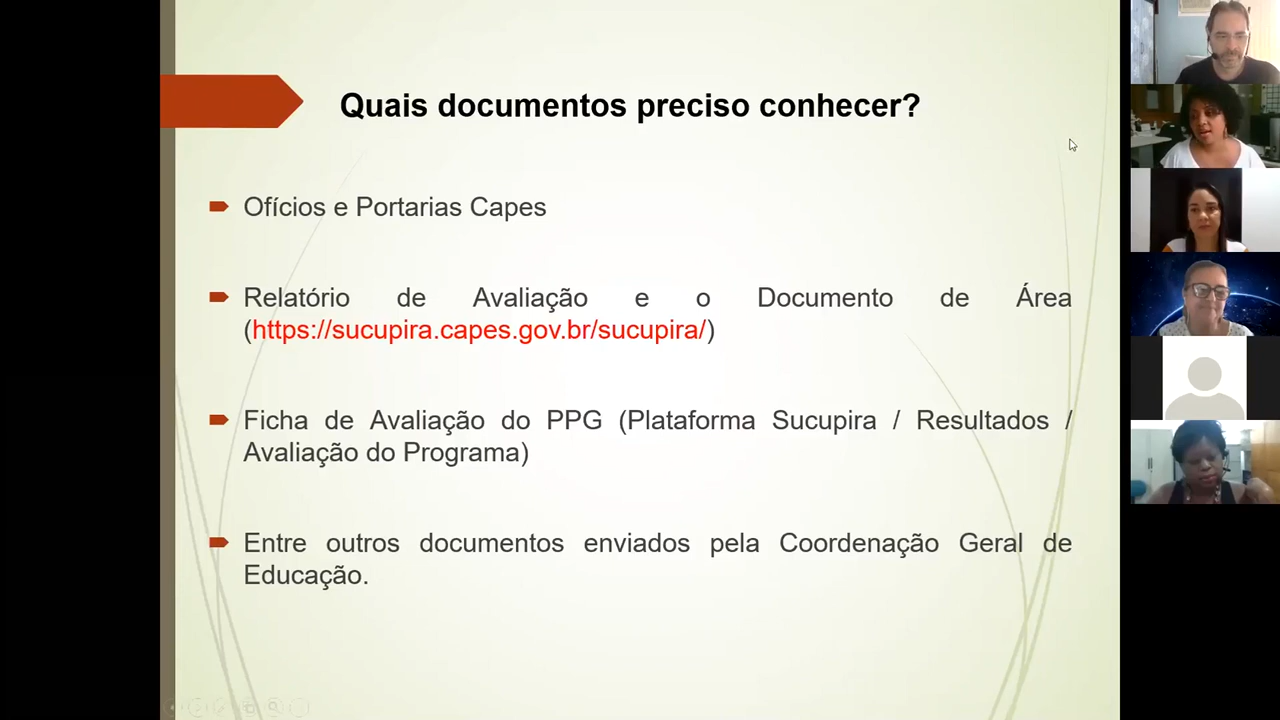 Quais documentos preciso conhecer?
Ofícios e Portarias Capes
Relatório de Avaliação e o Documento de Área
(https://sucupira.capes.gov.br/sucupira/)
Ficha de Avaliação do PPG (Plataforma Sucupira / Resultados /
Avaliação do Programa)
Entre outros documentos enviados pela Coordenação Geral de
Educação.